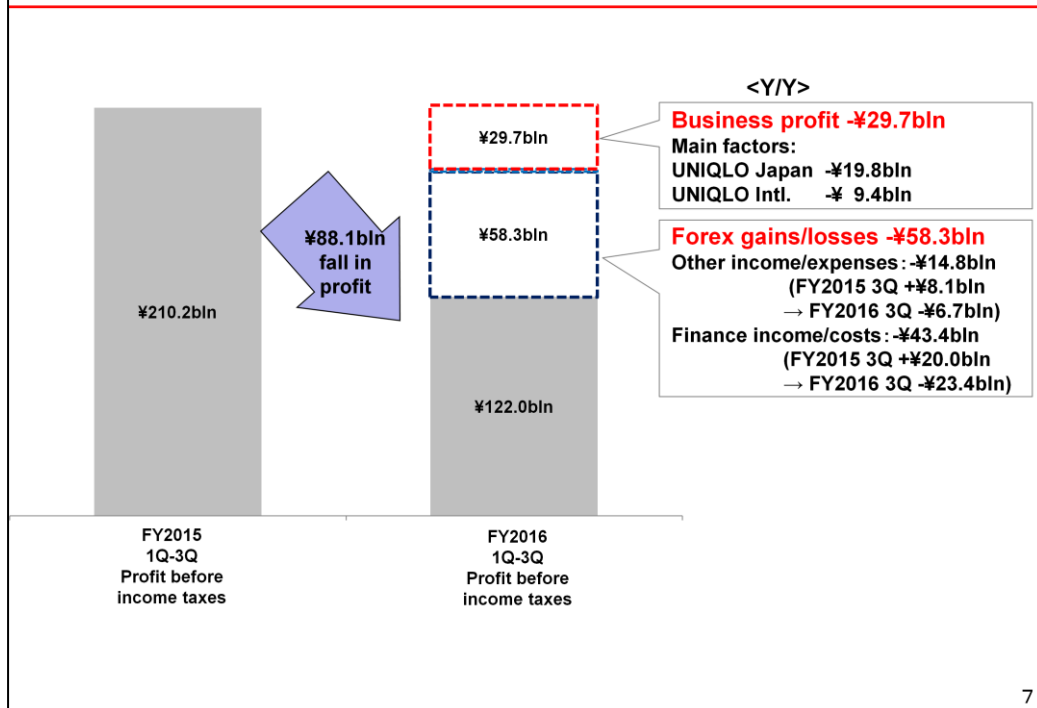 <Y/Y>
¥29.7bln
Business profit -¥29.7bln
Main factors:
UNIQLO Japan -¥19.8bln
UNIQLO Intl. -¥ 9.4bln
¥88.1bln
fall in
profit
¥58.3bln
Forex gains/losses -¥58.3bln
Other income/expenses：-¥14.8bln
(FY2015 3Q +¥8.1bln
→ FY2016 3Q -¥6.7bln)
Finance income/costs：-¥43.4bln
(FY2015 3Q +¥20.0bln
→ FY2016 3Q -¥23.4bln)
¥210.2bln
¥122.0bln
FY2015
1Q-3Q
Profit before
income taxes
FY2016
1Q-3Q
Profit before
income taxes
7